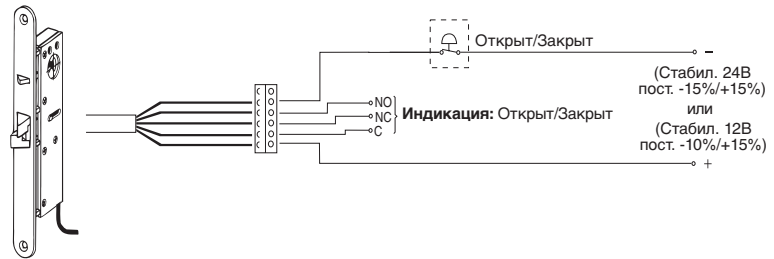 Открыт/Закрыт
–
(Стабил. 24В
пост. -15%/+15%)
или
(Стабил. 12В
пост. -10%/+15%)
+
NO
NC
C
Индикация: Открыт/Закрыт